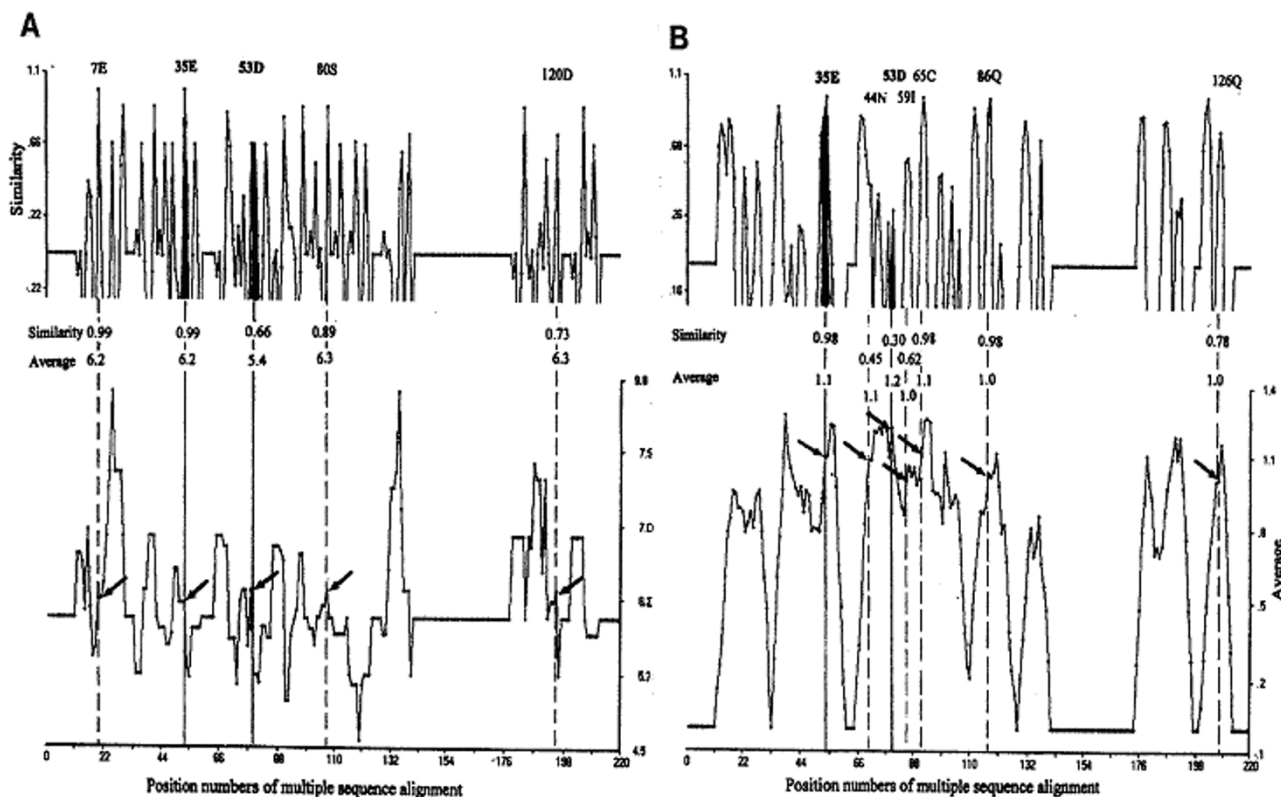 A
7E 35E 53D 80S 120D
1.1
.66
.22
-.22
Similarity
Similarity 0.99 0.99 0.66 0.89 0.73
Average 6.2 6.2 5.4 6.3 6.3
9.8
7.5
7.0
6.2
4.5
0 22 44 66 88 110 132 154 -176 198 220
Position numbers of multiple sequence alignment
B
35E 53D 65C 86Q 126Q
44N 59I
1.1
.68
.26
.16
Similarity 0.98 0.30 0.98 0.98 0.78
0.45 0.62
Average 1.1 1.2 1.1 1.0 1.0
1.1 1.0
1.4
1.1
.8
.5
.2
-.1
Average
0 22 44 66 88 110 132 154 176 198 220
Position numbers of multiple sequence alignment